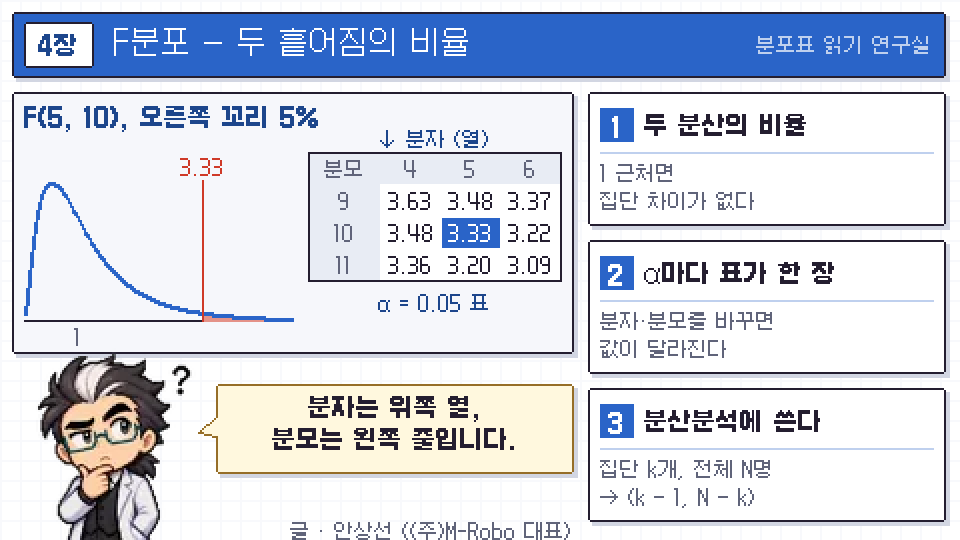 4장 F분포 – 두 흩어짐의 비율
분포표 읽기 연구실
F(5, 10), 오른쪽 꼬리 5%
3.33
1
↓ 분자 (열)
분모 4 5 6
9 3.63 3.48 3.37
10 3.48 3.33 3.22
11 3.36 3.20 3.09
α = 0.05 표
?
분자는 위쪽 열,
분모는 왼쪽 줄입니다.
글 · 안상선 ((주)M-Robo 대표)
1 두 분산의 비율
1 근처면
집단 차이가 없다
2 α마다 표가 한 장
분자·분모를 바꾸면
값이 달라진다
3 분산분석에 쓴다
집단 k개, 전체 N명
→ (k – 1, N – k)